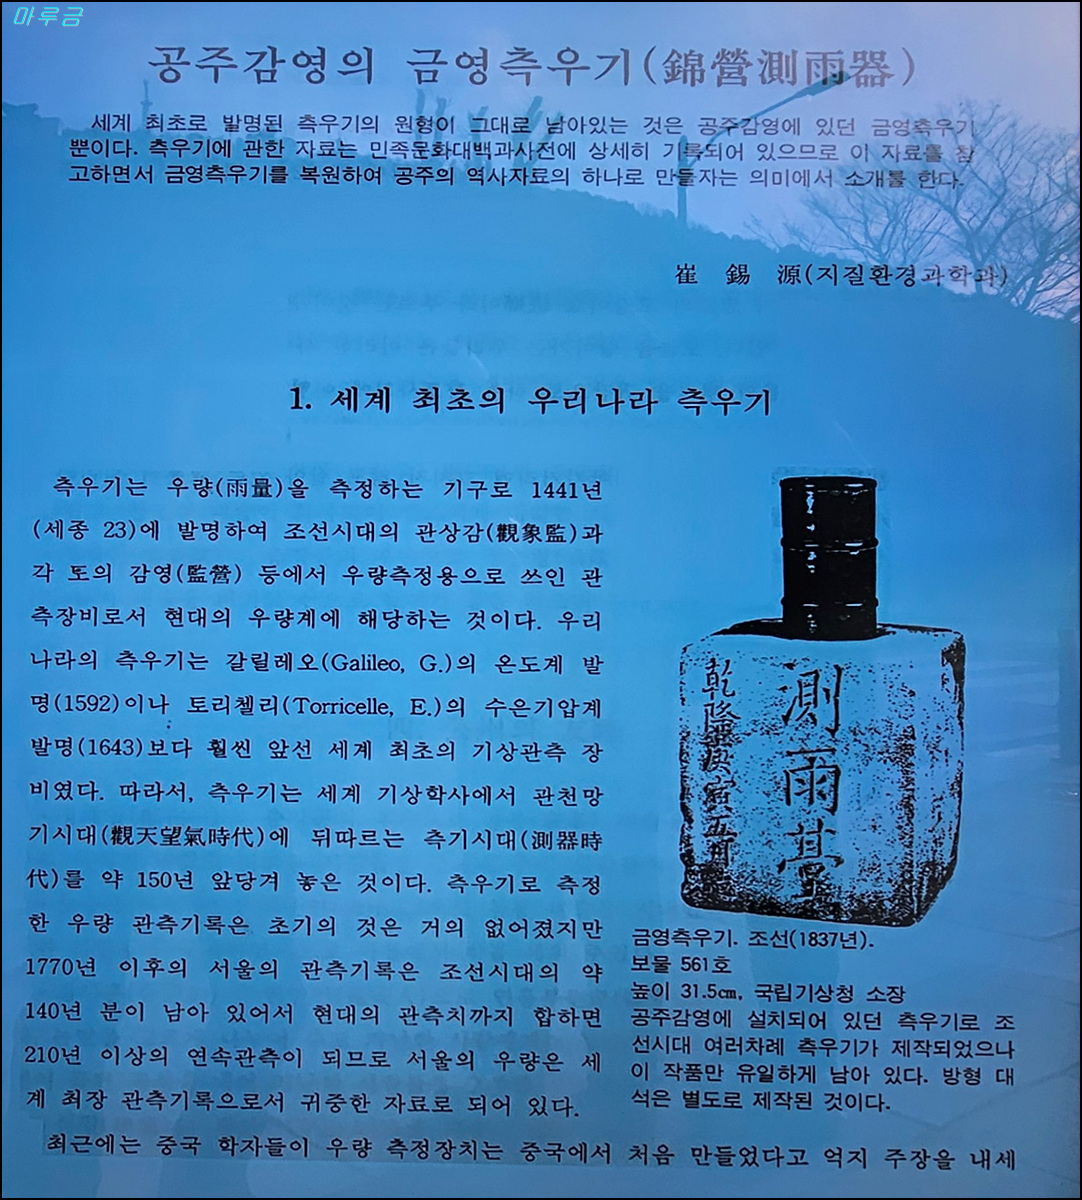 마루금
공주감영의 금영측우기(錦營測雨器)
세계 최초로 발명된 측우기의 원형이 그대로 남아있는 것은 공주감영에 있던 금영측우기
뿐이다. 측우기에 관한 자료는 민족문화대백과사전에 상세히 기록되어 있으므로 이 자료를 참
고하면서 금영측우기를 복원하여 공주의 역사자료의 하나로 만들자는 의미에서 소개를 한다.
崔 錫 源(지질환경과학과)
1. 세계 최초의 우리나라 측우기
측우기는 우량(雨量)을 측정하는 기구로 1441년
(세종 23)에 발명하여 조선시대의 관상감(觀象監)과
각 도의 감영(監營) 등에서 우량측정용으로 쓰인 관
측장비로서 현대의 우량계에 해당하는 것이다. 우리
나라의 측우기는 갈릴레오(Galileo, G.)의 온도계 발
명(1592)이나 토리첼리(Torricelle, E.)의 수은기압계
발명(1643)보다 훨씬 앞선 세계 최초의 기상관측 장
비였다. 따라서, 측우기는 세계 기상학사에서 관천망
기시대(觀天望氣時代)에 뒤따르는 측기시대(測器時
代)를 약 150년 앞당겨 놓은 것이다. 측우기로 측정
한 우량 관측기록은 초기의 것은 거의 없어졌지만
1770년 이후의 서울의 관측기록은 조선시대의 약
140년 분이 남아 있어서 현대의 관측치까지 합하면
210년 이상의 연속관측이 되므로 서울의 우량은 세
계 최장 관측기록으로서 귀중한 자료로 되어 있다.
測雨臺
乾隆庚寅五月
금영측우기. 조선(1837년).
보물 561호
높이 31.5㎝, 국립기상청 소장
공주감영에 설치되어 있던 측우기로 조
선시대 여러차례 측우기가 제작되었으나
이 작품만 유일하게 남아 있다. 방형 대
석은 별도로 제작된 것이다.
최근에는 중국 학자들이 우량 측정장치는 중국에서 처음 만들었다고 억지 주장을 내세